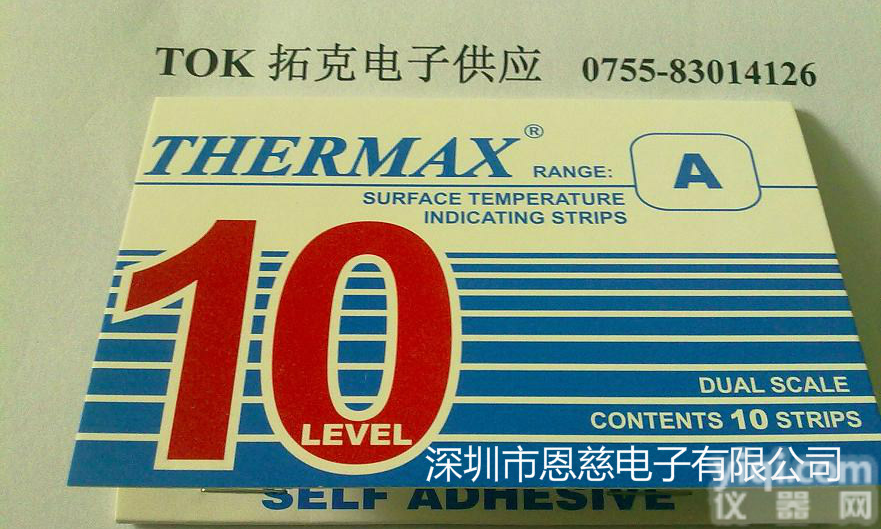 TOK 拓克电子供应 0755-83014126
THERMAX® RANGE: A
SURFACE TEMPERATURE
INDICATING STRIPS
10
LEVEL
DUAL SCALE
CONTENTS 10 STRIPS
深圳市恩慈电子有限公司
SELF ADHESIVE
仪器网